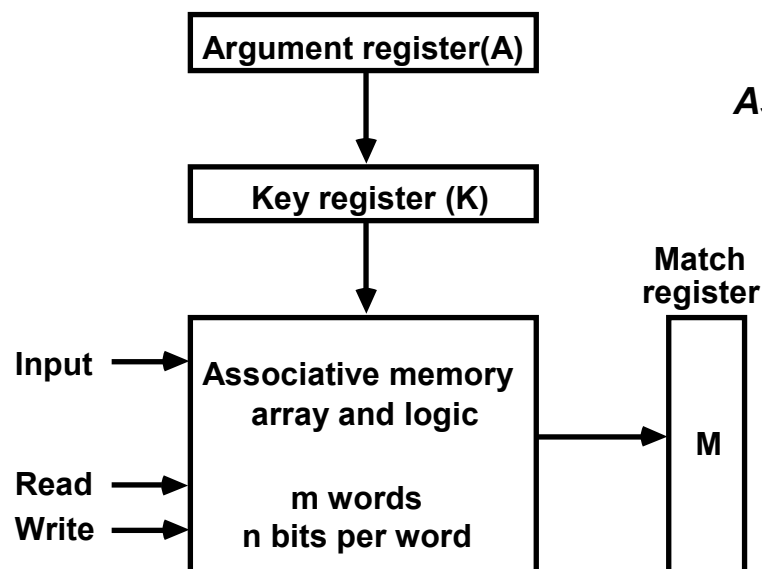 Argument register(A)
Key register (K)
Match
register
Input
Associative memory
array and logic
M
Read
m words
Write
n bits per word